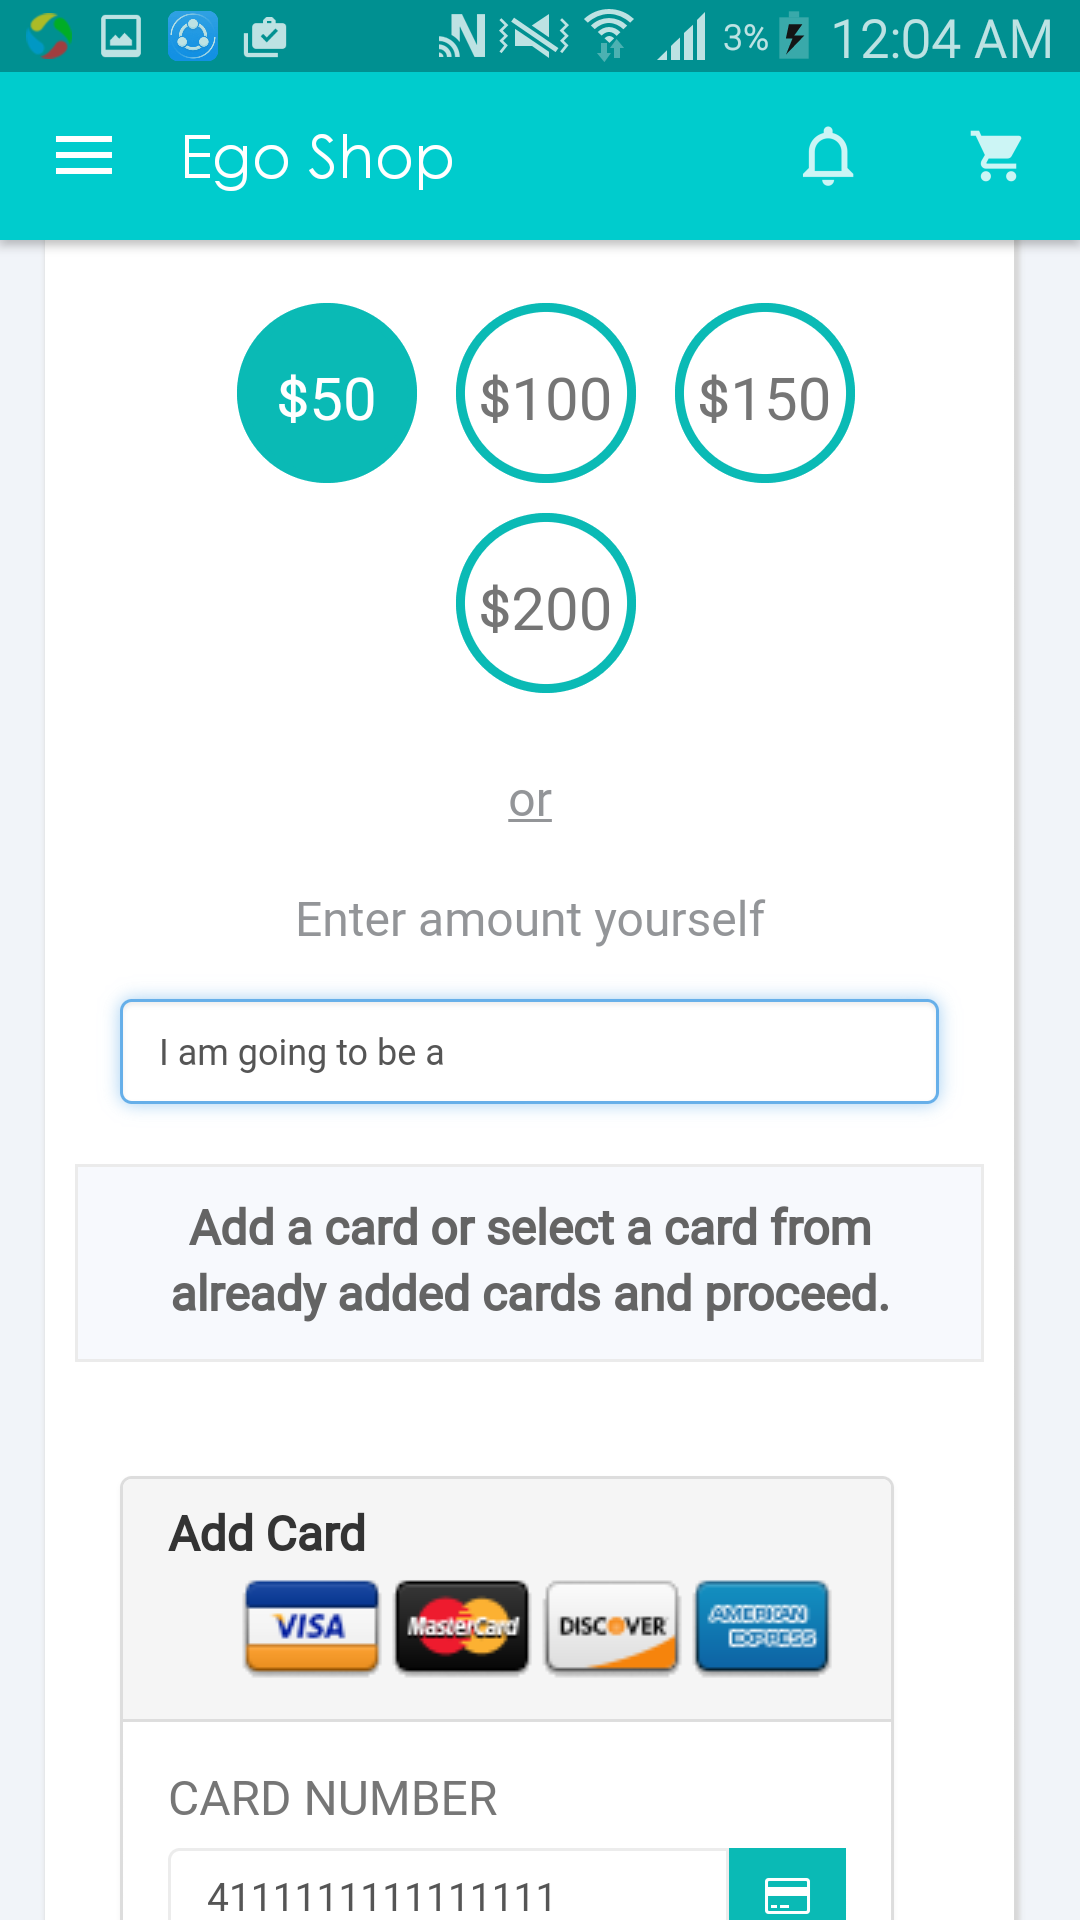 3% 12:04 AM
Ego Shop
$50 $100 $150
$200
or
Enter amount yourself
I am going to be a
Add a card or select a card from
already added cards and proceed.
Add Card
VISA MasterCard DISCOVER AMERICAN EXPRESS
CARD NUMBER
4111111111111111